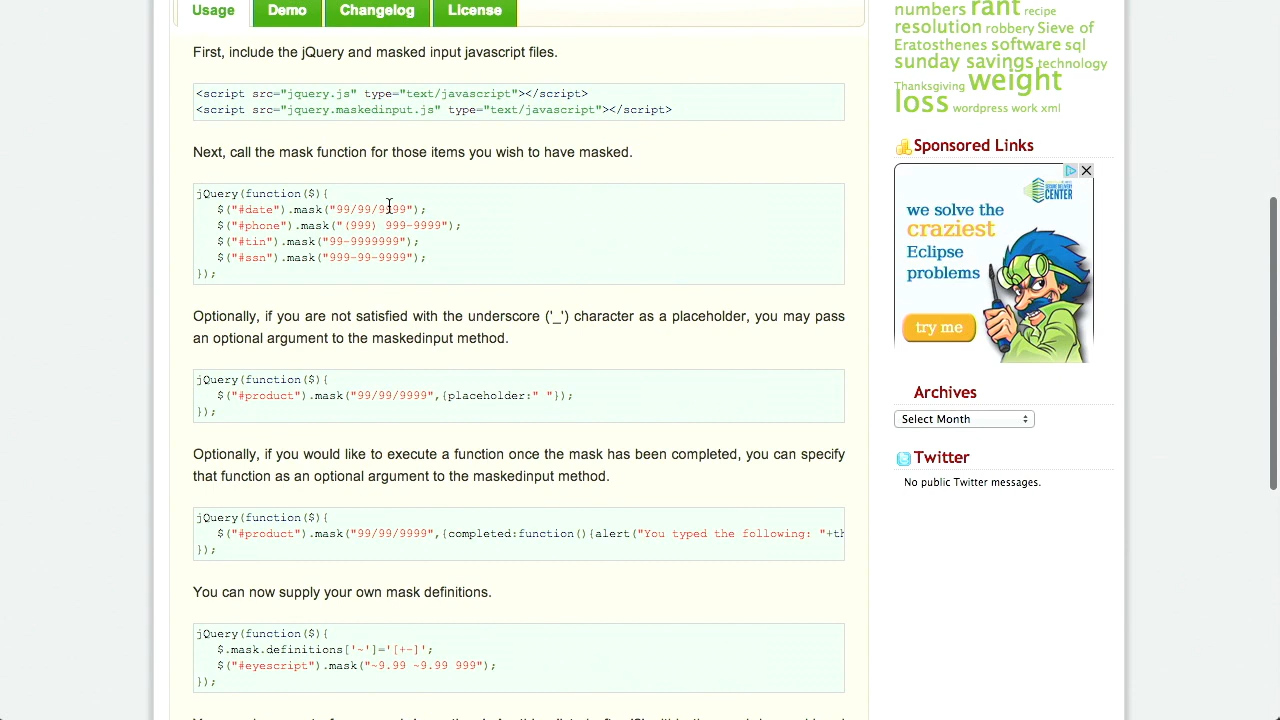 Usage Demo Changelog License
First, include the jQuery and masked input javascript files.
<script src="jquery.js" type="text/javascript"></script>
<script src="jquery.maskedinput.js" type="text/javascript"></script>
Next, call the mask function for those items you wish to have masked.
jQuery(function($){
$("#date").mask("99/99/9999");
$("#phone").mask("(999) 999-9999");
$("#tin").mask("99-9999999");
$("#ssn").mask("999-99-9999");
});
Optionally, if you are not satisfied with the underscore ('_') character as a placeholder, you may pass
an optional argument to the maskedinput method.
jQuery(function($){
$("#product").mask("99/99/9999",{placeholder:" "});
});
Optionally, if you would like to execute a function once the mask has been completed, you can specify
that function as an optional argument to the maskedinput method.
jQuery(function($){
$("#product").mask("99/99/9999",{completed:function(){alert("You typed the following: "+th
});
You can now supply your own mask definitions.
jQuery(function($){
$.mask.definitions['~']='[+-]';
$("#eyescript").mask("~9.99 ~9.99 999");
});
numbers rant recipe
resolution robbery Sieve of
Eratosthenes software sql
sunday savings technology
Thanksgiving weight
loss wordpress work xml
Sponsored Links
SECURE DELIVERY
CENTER
we solve the
craziest
Eclipse
problems
try me
Archives
Select Month
Twitter
No public Twitter messages.